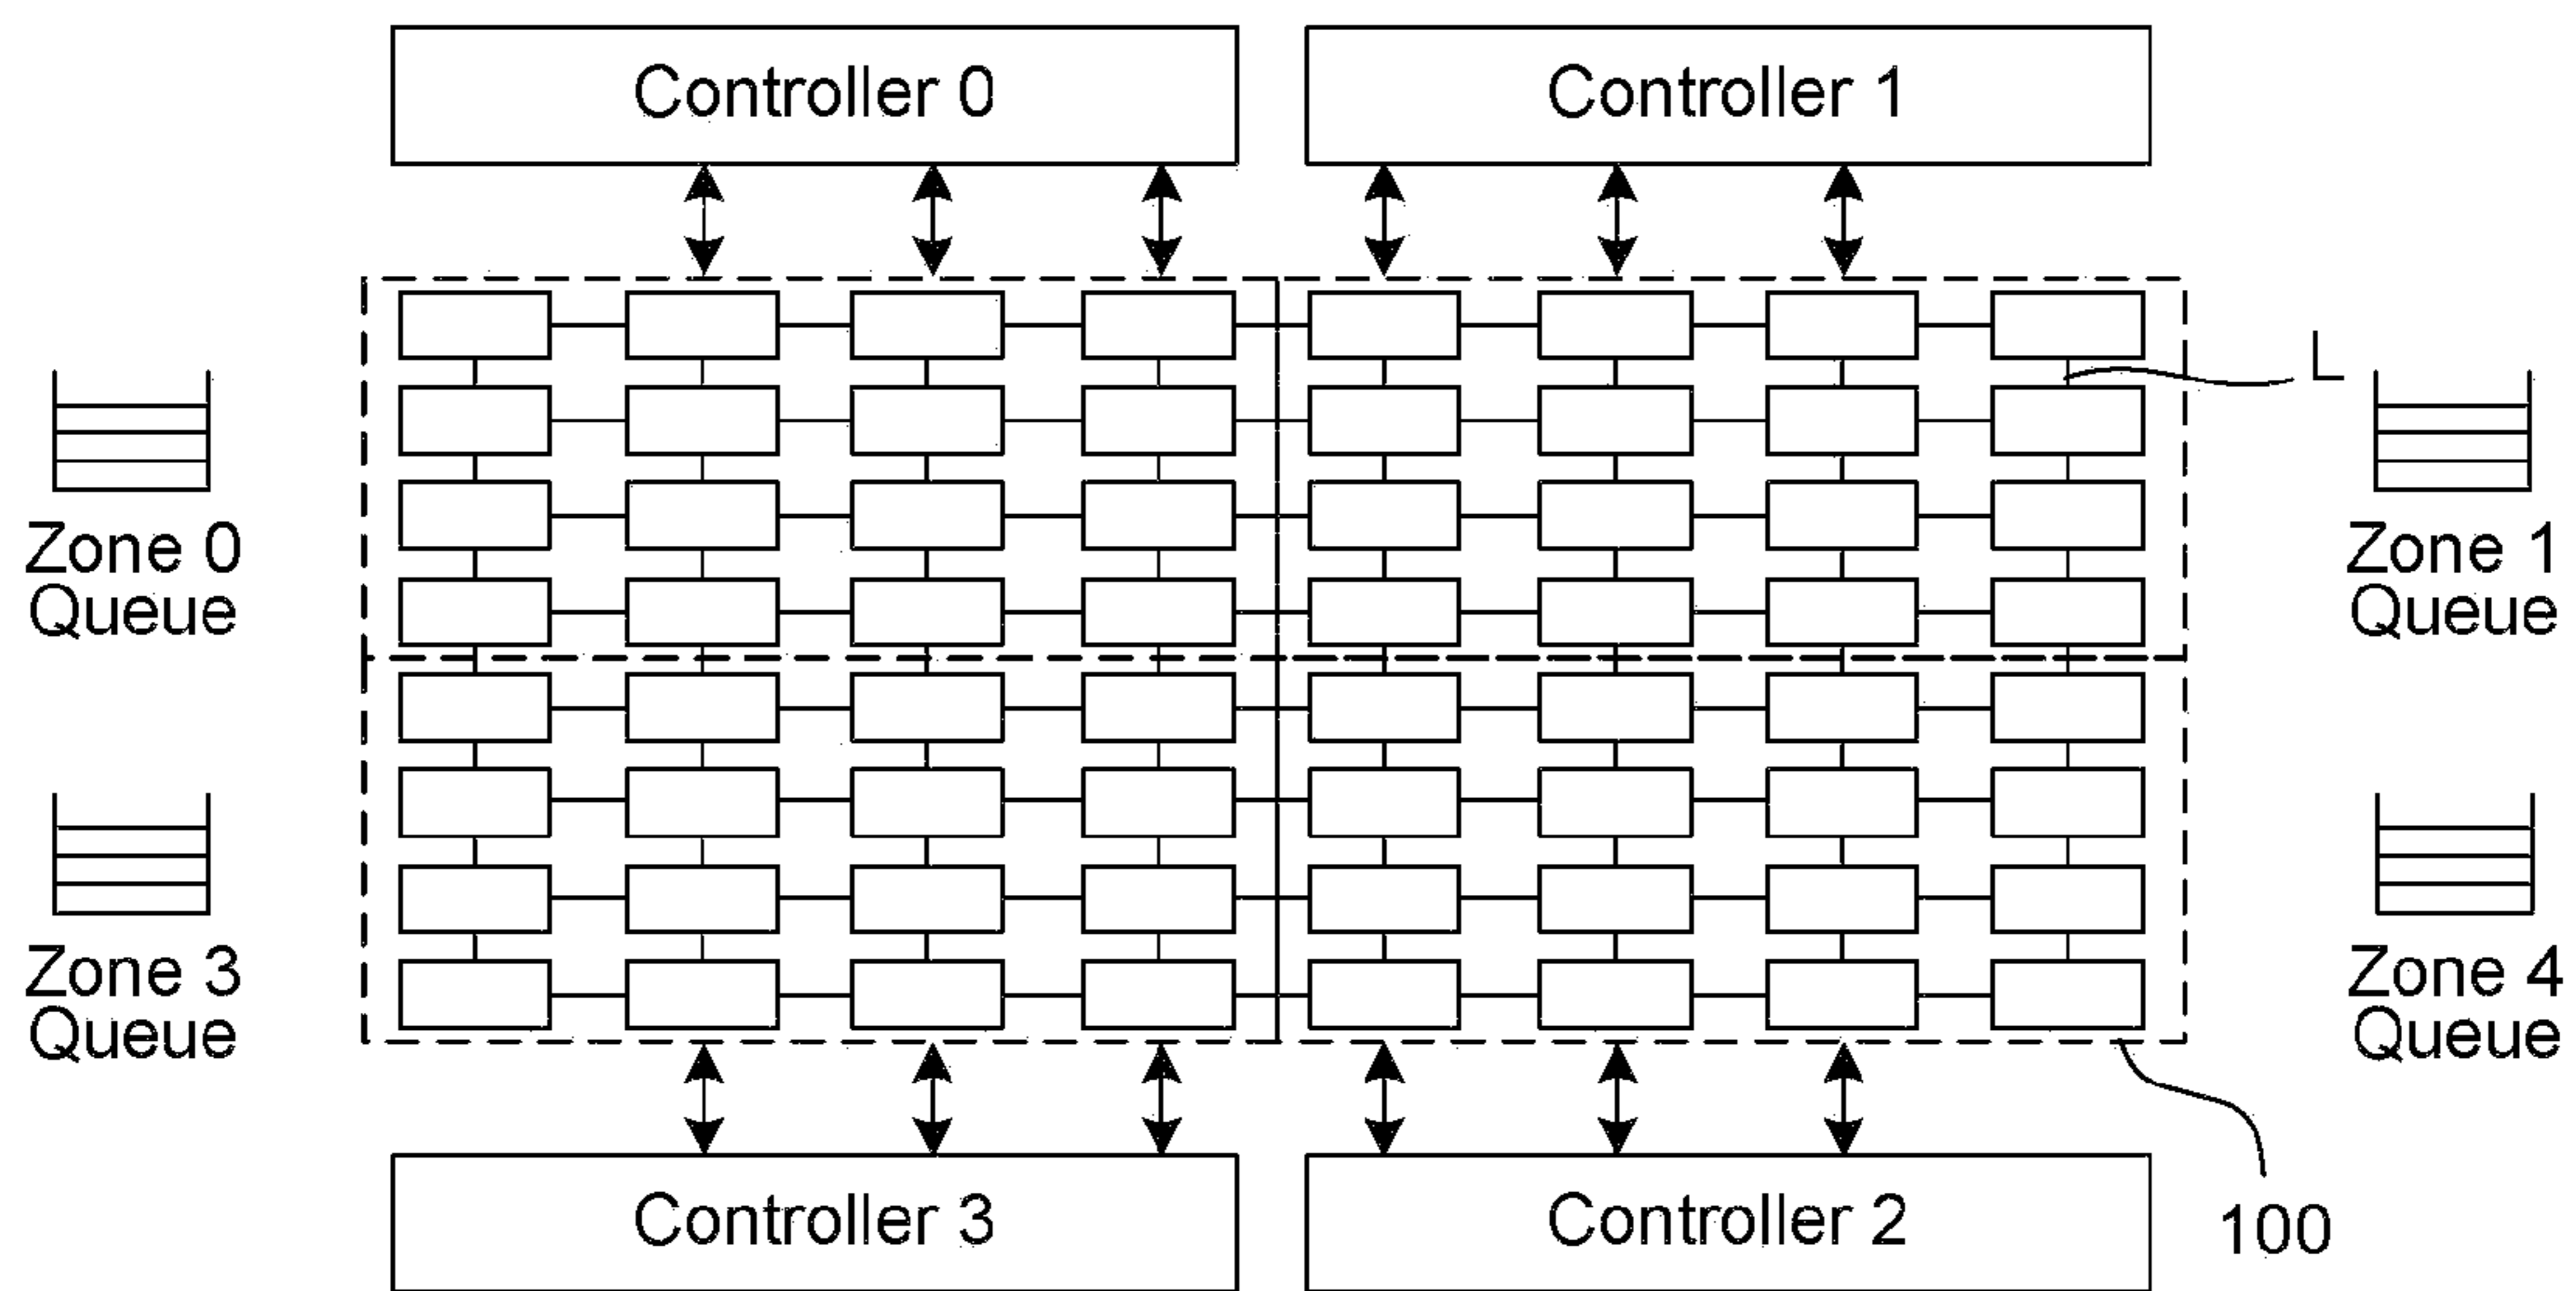 Controller 0
Controller 1
L
Zone 0
Queue
Zone 1
Queue
Zone 3
Queue
Zone 4
Queue
Controller 3
Controller 2
100